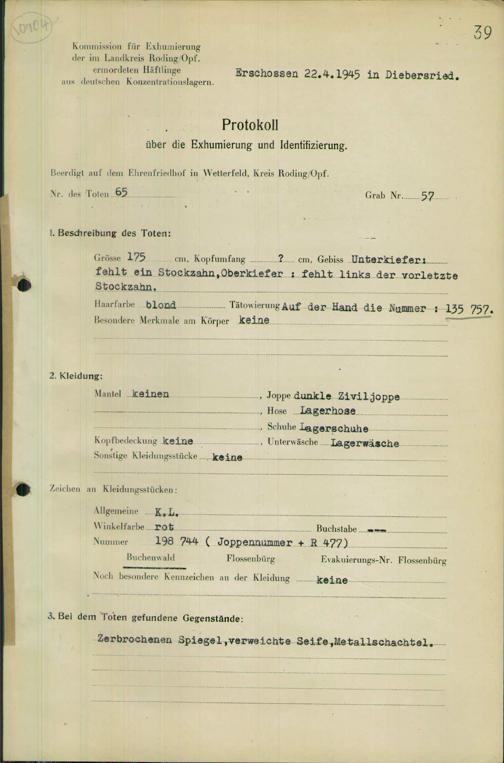 10104
39
Kommission für Exhumierung
der im Landkreis Roding/Opf.
ermordeten Häftlinge
aus deutschen Konzentrationslagern.
Erschossen 22.4.1945 in Diebersried.
Protokoll
über die Exhumierung und Identifizierung.
Beerdigt auf dem Ehrenfriedhof in Wetterfeld, Kreis Roding/Opf.
Nr. des Toten 65 Grab Nr. 57
1. Beschreibung des Toten:
Grösse 175 cm, Kopfumfang ? cm, Gebiss Unterkiefer:
fehlt ein Stockzahn,Oberkiefer : fehlt links der vorletzte
Stockzahn.
Haarfarbe blond Tätowierung Auf der Hand die Nummer : 135 757.
Besondere Merkmale am Körper keine
2. Kleidung:
Mantel keinen , Joppe dunkle Ziviljoppe
, Hose Lagerhose
, Schuhe Lagerschuhe
Kopfbedeckung keine , Unterwäsche Lagerwäsche
Sonstige Kleidungsstücke keine
Zeichen an Kleidungsstücken:
Allgemeine K.L.
Winkelfarbe rot Buchstabe ---
Nummer 198 744 ( Joppennummer + R 477)
Buchenwald Flossenbürg Evakuierungs-Nr. Flossenbürg
Noch besondere Kennzeichen an der Kleidung keine
3. Bei dem Toten gefundene Gegenstände:
Zerbrochenen Spiegel,verweichte Seife,Metallschachtel.